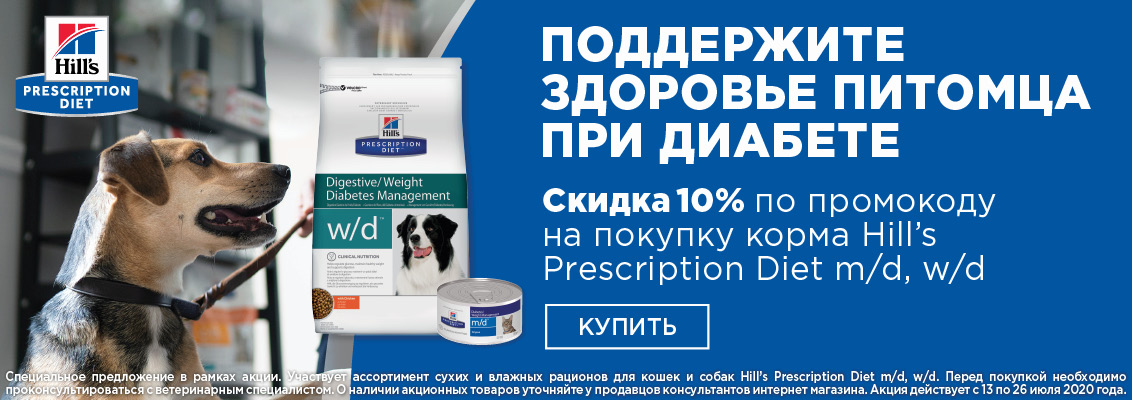 Hill's
PRESCRIPTION
DIET
ПОДДЕРЖИТЕ
ЗДОРОВЬЕ ПИТОМЦА
ПРИ ДИАБЕТЕ
Скидка 10% по промокоду
на покупку корма Hill's
Prescription Diet m/d, w/d
КУПИТЬ
Hill's
PRESCRIPTION
DIET
Digestive/Weight
Diabetes Management
w/d
CLINICAL NUTRITION
m/d
Специальное предложение в рамках акции. Участвует ассортимент сухих и влажных рационов для кошек и собак Hill's Prescription Diet m/d, w/d. Перед покупкой необходимо
проконсультироваться с ветеринарным специалистом. О наличии акционных товаров уточняйте у продавцов консультантов интернет магазина. Акция действует с 13 по 26 июля 2020 года.